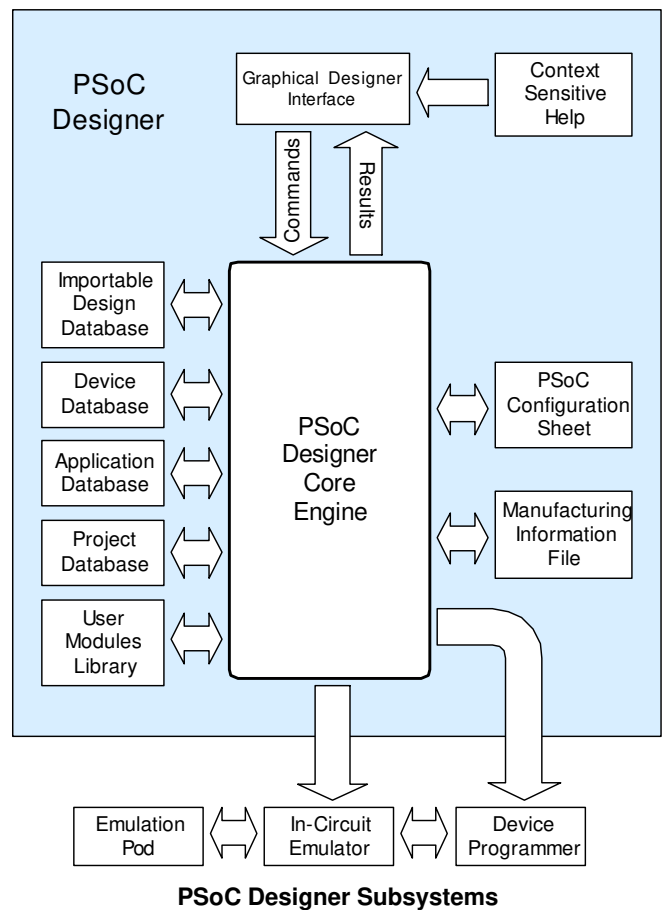 PSoC
Designer
Graphical Designer
Interface
Context
Sensitive
Help
Commands
Results
Importable
Design
Database
Device
Database
Application
Database
Project
Database
User
Modules
Library
PSoC
Designer
Core
Engine
PSoC
Configuration
Sheet
Manufacturing
Information
File
Emulation
Pod
In-Circuit
Emulator
Device
Programmer
PSoC Designer Subsystems